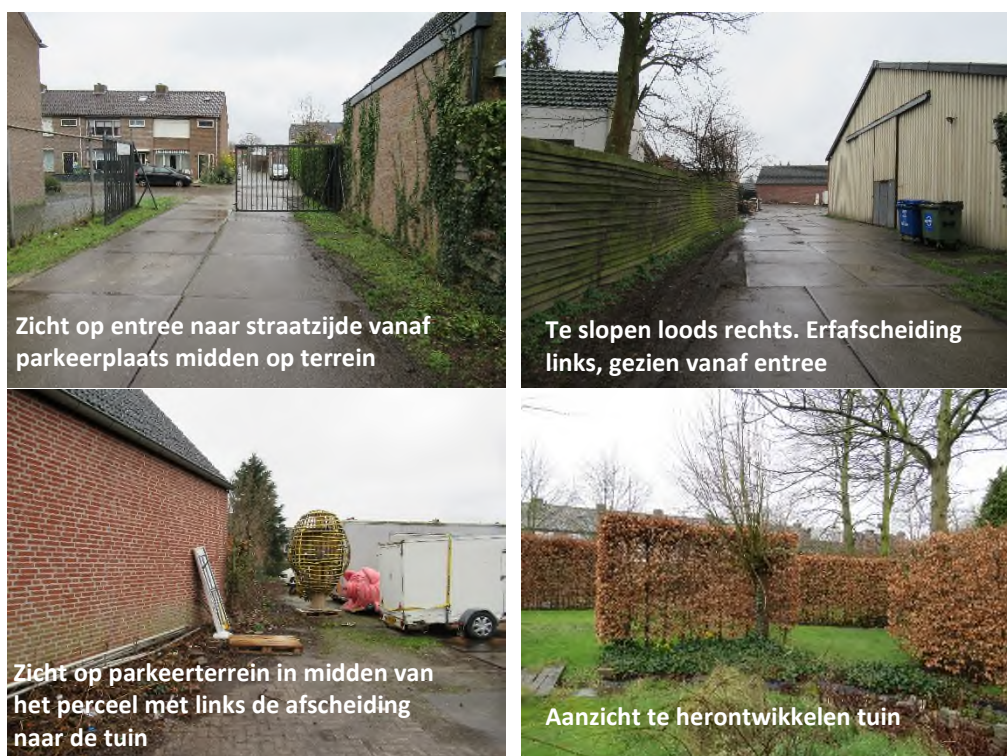 Zicht op entree naar straatzijde vanaf
parkeerplaats midden op terrein
Te slopen loods rechts. Erfafscheiding
links, gezien vanaf entree
Zicht op parkeerterrein in midden van
het perceel met links de afscheiding
naar de tuin
Aanzicht te herontwikkelen tuin